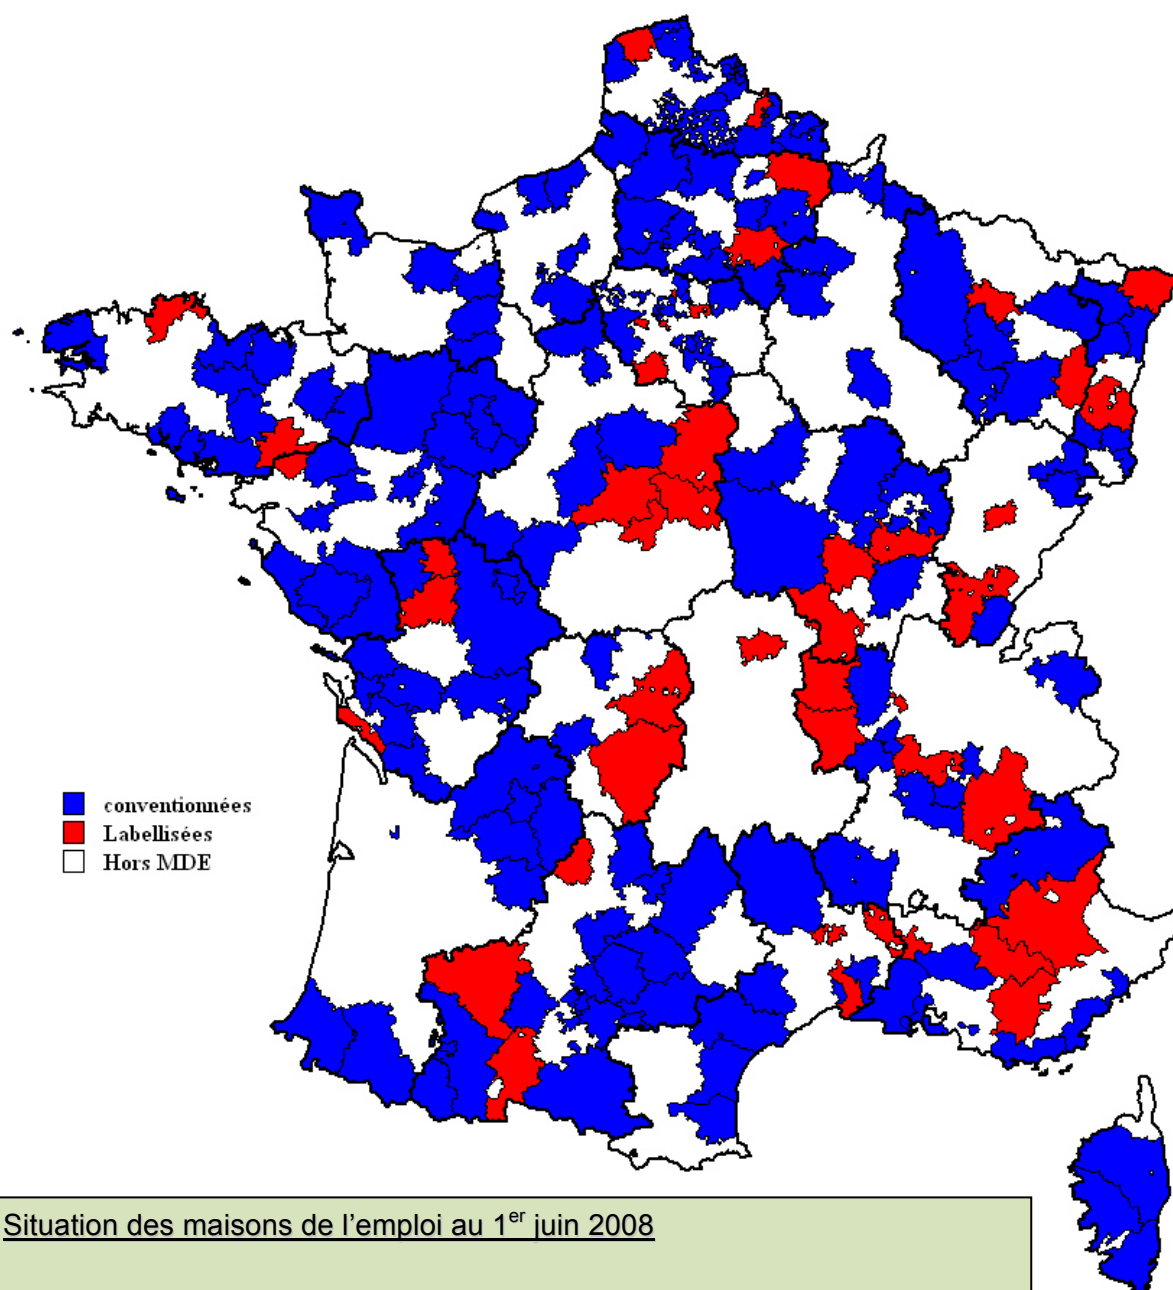 conventionnées
Labellisées
Hors MDE
Situation des maisons de l'emploi au 1er juin 2008